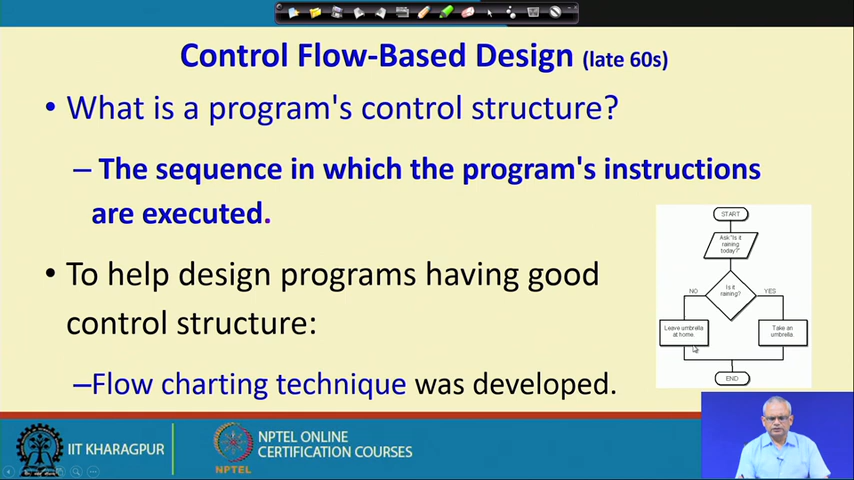 Control Flow-Based Design (late 60s)
• What is a program's control structure?
– The sequence in which the program's instructions
are executed.
• To help design programs having good
control structure:
–Flow charting technique was developed.
START
Ask "Is it
raining
today?"
Is it
raining?
NO
YES
Leave umbrella
at home.
Take an
umbrella.
END
IIT KHARAGPUR
NPTEL
NPTEL ONLINE
CERTIFICATION COURSES